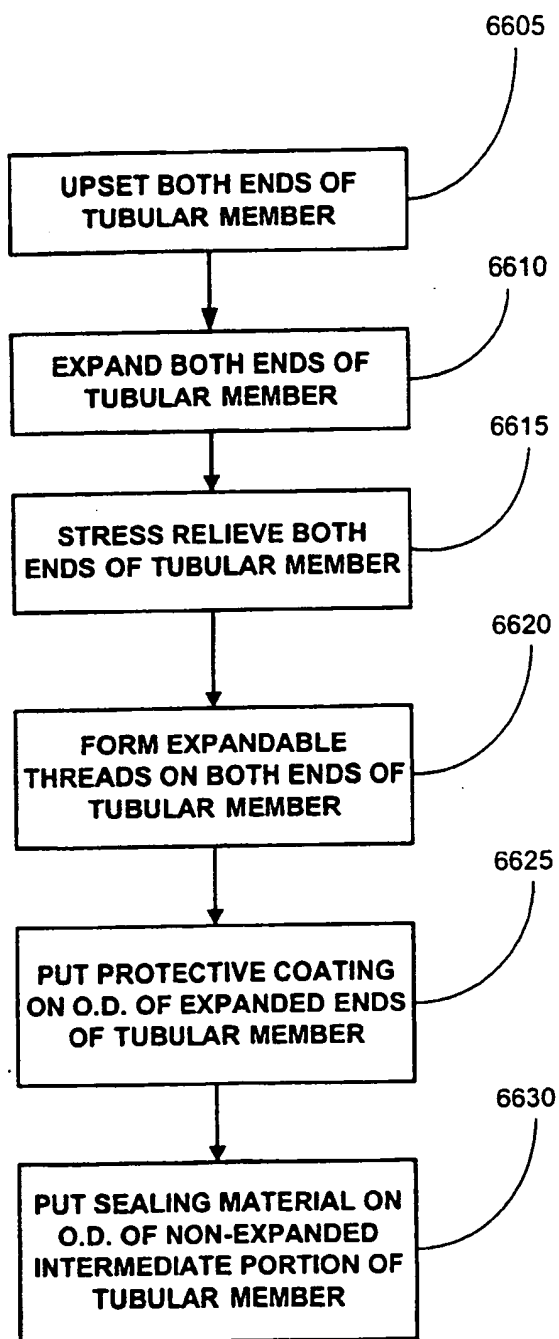 6605
UPSET BOTH ENDS OF
TUBULAR MEMBER
6610
EXPAND BOTH ENDS OF
TUBULAR MEMBER
6615
STRESS RELIEVE BOTH
ENDS OF TUBULAR MEMBER
6620
FORM EXPANDABLE
THREADS ON BOTH ENDS OF
TUBULAR MEMBER
6625
PUT PROTECTIVE COATING
ON O.D. OF EXPANDED ENDS
OF TUBULAR MEMBER
6630
PUT SEALING MATERIAL ON
O.D. OF NON-EXPANDED
INTERMEDIATE PORTION OF
TUBULAR MEMBER